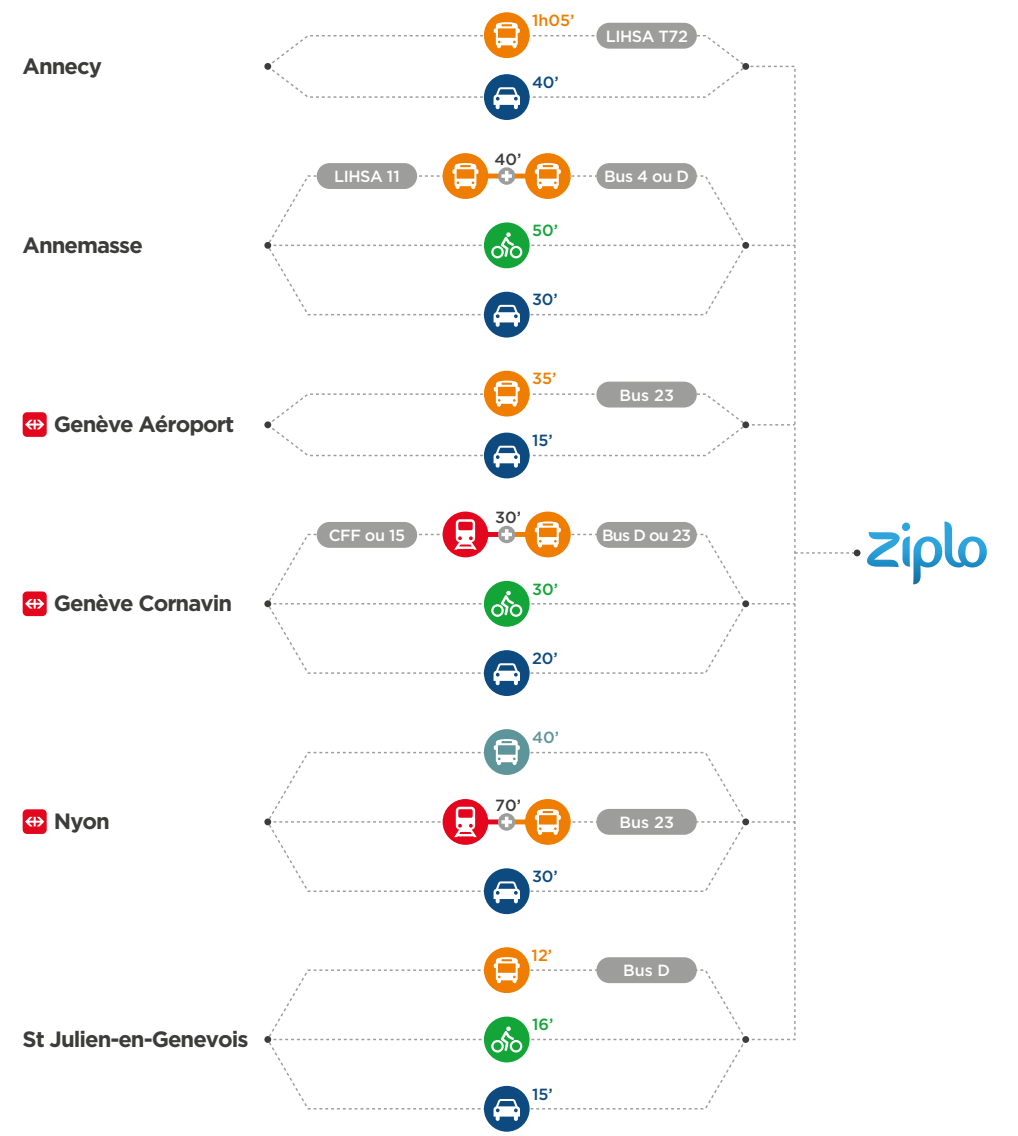 1h05’
LIHSA T72
Annecy
40’
40’
LIHSA 11
Bus 4 ou D
50’
Annemasse
30’
35’
Bus 23
Genève Aéroport
15’
30’
CFF ou 15
Bus D ou 23
ziplo
30’
Genève Cornavin
20’
40’
70’
Nyon
Bus 23
30’
12’
Bus D
16’
St Julien-en-Genevois
15’